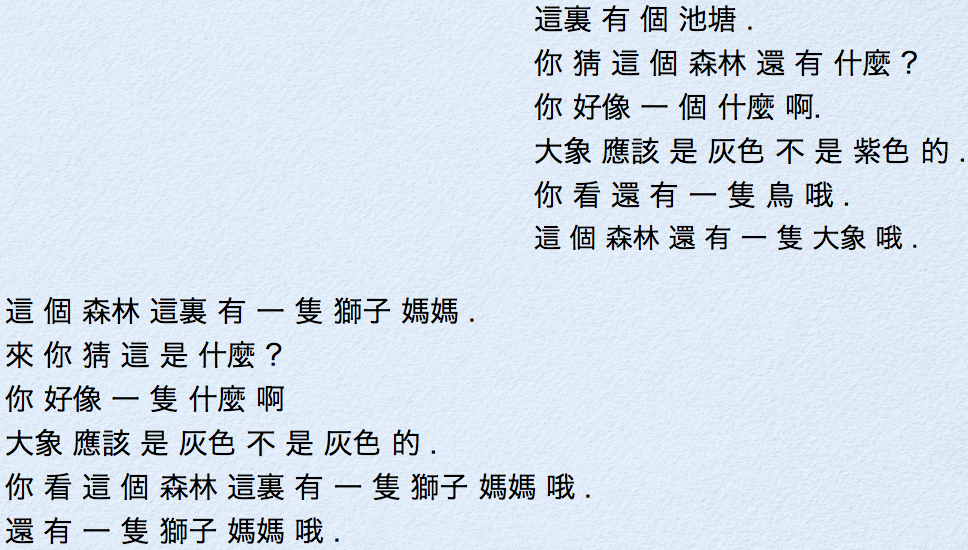 這裏 有 個 池塘 .
你 猜 這 個 森林 還 有 什麼 ?
你 好像 一 個 什麼 啊.
大象 應該 是 灰色 不 是 紫色 的 .
你 看 還 有 一 隻 鳥 哦 .
這 個 森林 還 有 一 隻 大象 哦 .
這 個 森林 這裏 有 一 隻 獅子 媽媽 .
來 你 猜 這 是 什麼 ?
你 好像 一 隻 什麼 啊
大象 應該 是 灰色 不 是 灰色 的 .
你 看 這 個 森林 這裏 有 一 隻 獅子 媽媽 哦 .
還 有 一 隻 獅子 媽媽 哦 .